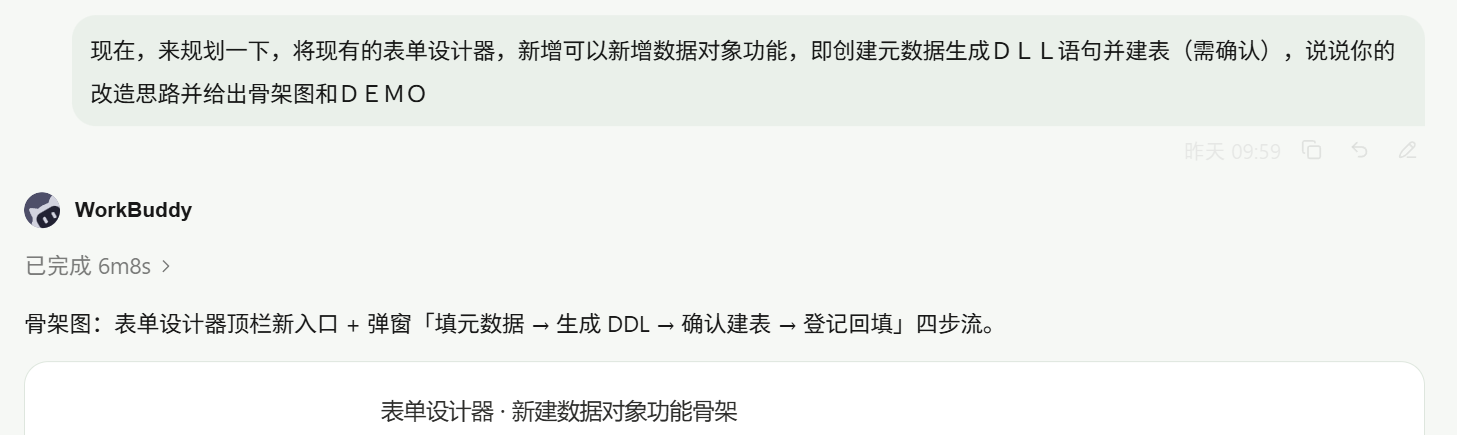 现在，来规划一下，将现有的表单设计器，新增可以新增数据对象功能，即创建元数据生成ＤＬＬ语句并建表（需确认），说说你的
改造思路并给出骨架图和ＤＥＭＯ
昨天 09:59
WorkBuddy
已完成 6m8s >
骨架图：表单设计器顶栏新入口 + 弹窗「填元数据 → 生成 DDL → 确认建表 → 登记回填」四步流。
表单设计器 · 新建数据对象功能骨架